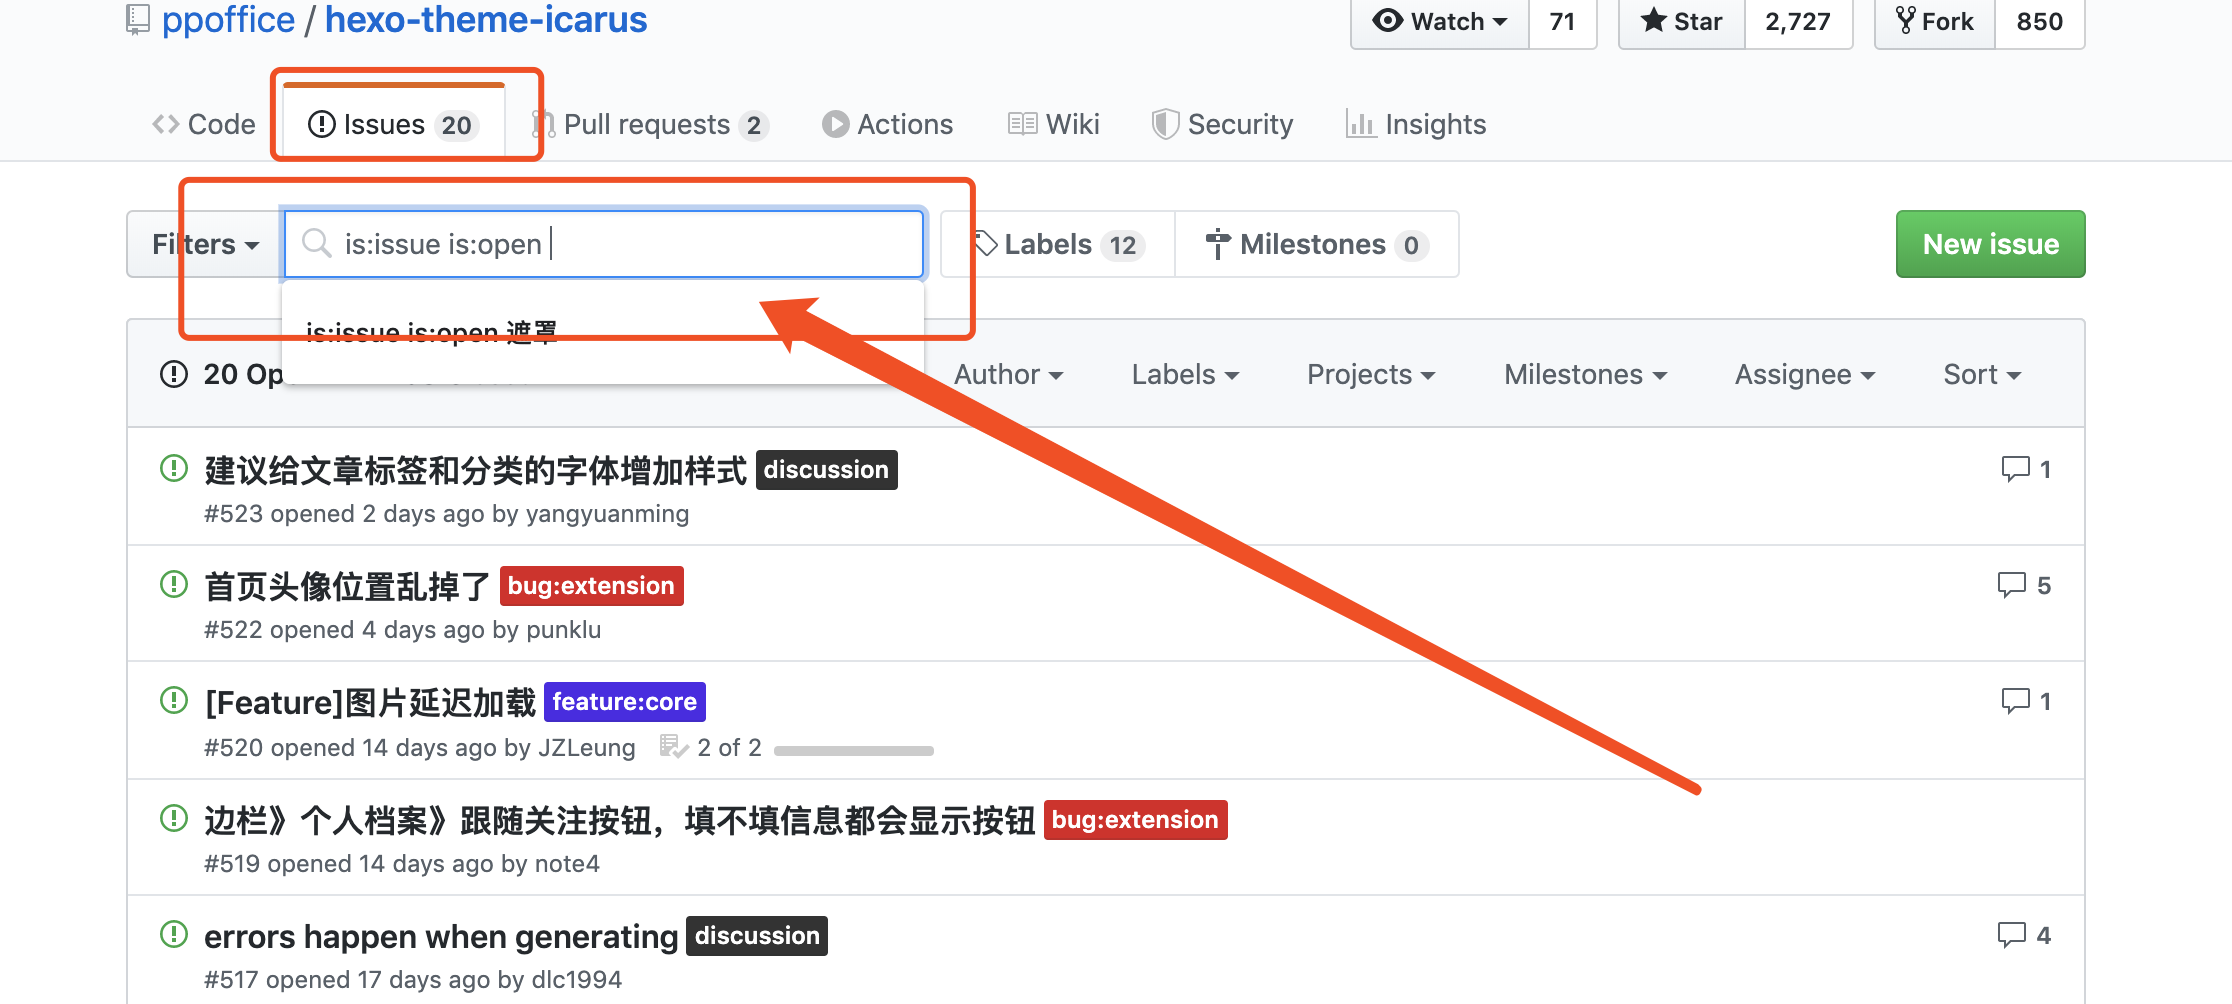 ppoffice / hexo-theme-icarus
Watch 71 Star 2,727 Fork 850
Code Issues 20 Pull requests 2 Actions Wiki Security Insights
Filters is:issue is:open Labels 12 Milestones 0 New issue
is:issue is:open 遮罩
20 Op Author Labels Projects Milestones Assignee Sort
建议给文章标签和分类的字体增加样式 discussion 1
#523 opened 2 days ago by yangyuanming
首页头像位置乱掉了 bug:extension 5
#522 opened 4 days ago by punklu
[Feature]图片延迟加载 feature:core 1
#520 opened 14 days ago by JZLeung 2 of 2
边栏》个人档案》跟随关注按钮，填不填信息都会显示按钮 bug:extension
#519 opened 14 days ago by note4
errors happen when generating discussion 4
#517 opened 17 days ago by dlc1994